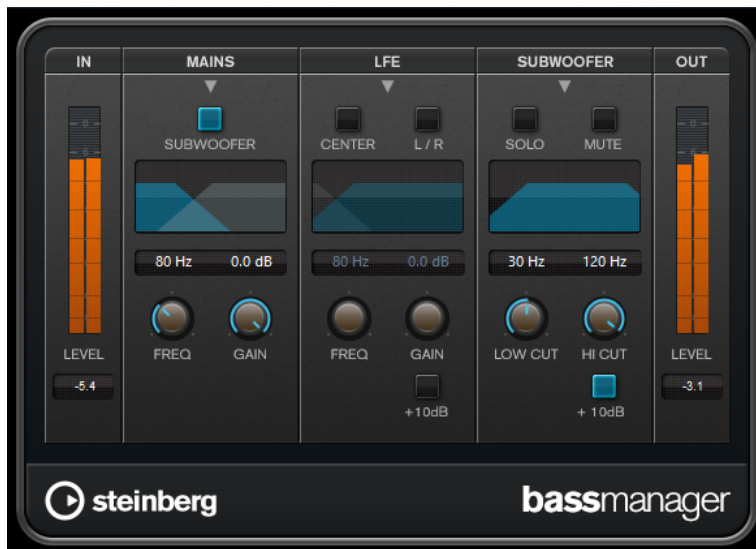 IN MAINS LFE SUBWOOFER OUT
SUBWOOFER CENTER L / R SOLO MUTE
80 Hz 0.0 dB 80 Hz 0.0 dB 30 Hz 120 Hz
LEVEL FREQ GAIN FREQ GAIN LOW CUT HI CUT LEVEL
-5.4 -3.1
+10dB + 10dB
steinberg bassmanager